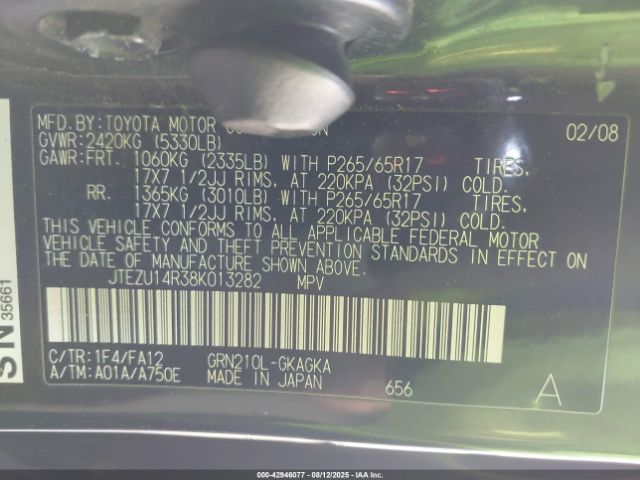 MFD.BY:TOYOTA MOTOR 02/08
GVWR:2420KG (5330LB)
GAWR:FRT. 1060KG (2335LB) WITH P265/65R17 TIRES,
17X7 1/2JJ RIMS, AT 220KPA (32PSI) COLD.
RR. 1365KG (3010LB) WITH P265/65R17 TIRES,
17X7 1/2JJ RIMS, AT 220KPA (32PSI) COLD.
THIS VEHICLE CONFORMS TO ALL APPLICABLE FEDERAL MOTOR
VEHICLE SAFETY AND THEFT PREVENTION STANDARDS IN EFFECT ON
THE DATE OF MANUFACTURE SHOWN ABOVE.
JTEZU14R38K013282 MPV
C/TR:1F4/FA12 GRN210L-GKAGKA
A/TM:A01A/A750E MADE IN JAPAN 656 A
SN
35661
000-42946077 - 08/12/2025 - IAAI.COM